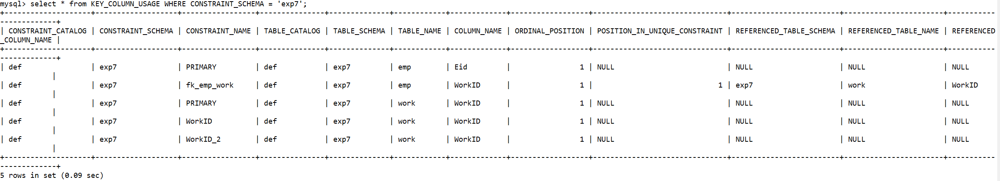 mysql> select * from KEY_COLUMN_USAGE WHERE CONSTRAINT_SCHEMA = 'exp7';
+--------------------+-------------------+-----------------+---------------+--------------+------------+-------------+------------------+-------------------------------+-------------------------+-----------------------+-----------
-------------+
| CONSTRAINT_CATALOG | CONSTRAINT_SCHEMA | CONSTRAINT_NAME | TABLE_CATALOG | TABLE_SCHEMA | TABLE_NAME | COLUMN_NAME | ORDINAL_POSITION | POSITION_IN_UNIQUE_CONSTRAINT | REFERENCED_TABLE_SCHEMA | REFERENCED_TABLE_NAME | REFERENCED
_COLUMN_NAME |
+--------------------+-------------------+-----------------+---------------+--------------+------------+-------------+------------------+-------------------------------+-------------------------+-----------------------+-----------
-------------+
| def                | exp7              | PRIMARY         | def           | exp7         | emp        | Eid         |                1 | NULL                          | NULL                    | NULL                  | NULL
            |
| def                | exp7              | fk_emp_work     | def           | exp7         | emp        | WorkID      |                1 |                             1 | exp7                    | work                  | WorkID
            |
| def                | exp7              | PRIMARY         | def           | exp7         | work       | WorkID      |                1 | NULL                          | NULL                    | NULL                  | NULL
            |
| def                | exp7              | WorkID          | def           | exp7         | work       | WorkID      |                1 | NULL                          | NULL                    | NULL                  | NULL
            |
| def                | exp7              | WorkID_2        | def           | exp7         | work       | WorkID      |                1 | NULL                          | NULL                    | NULL                  | NULL
            |
+--------------------+-------------------+-----------------+---------------+--------------+------------+-------------+------------------+-------------------------------+-------------------------+-----------------------+-----------
-------------+
5 rows in set (0.09 sec)